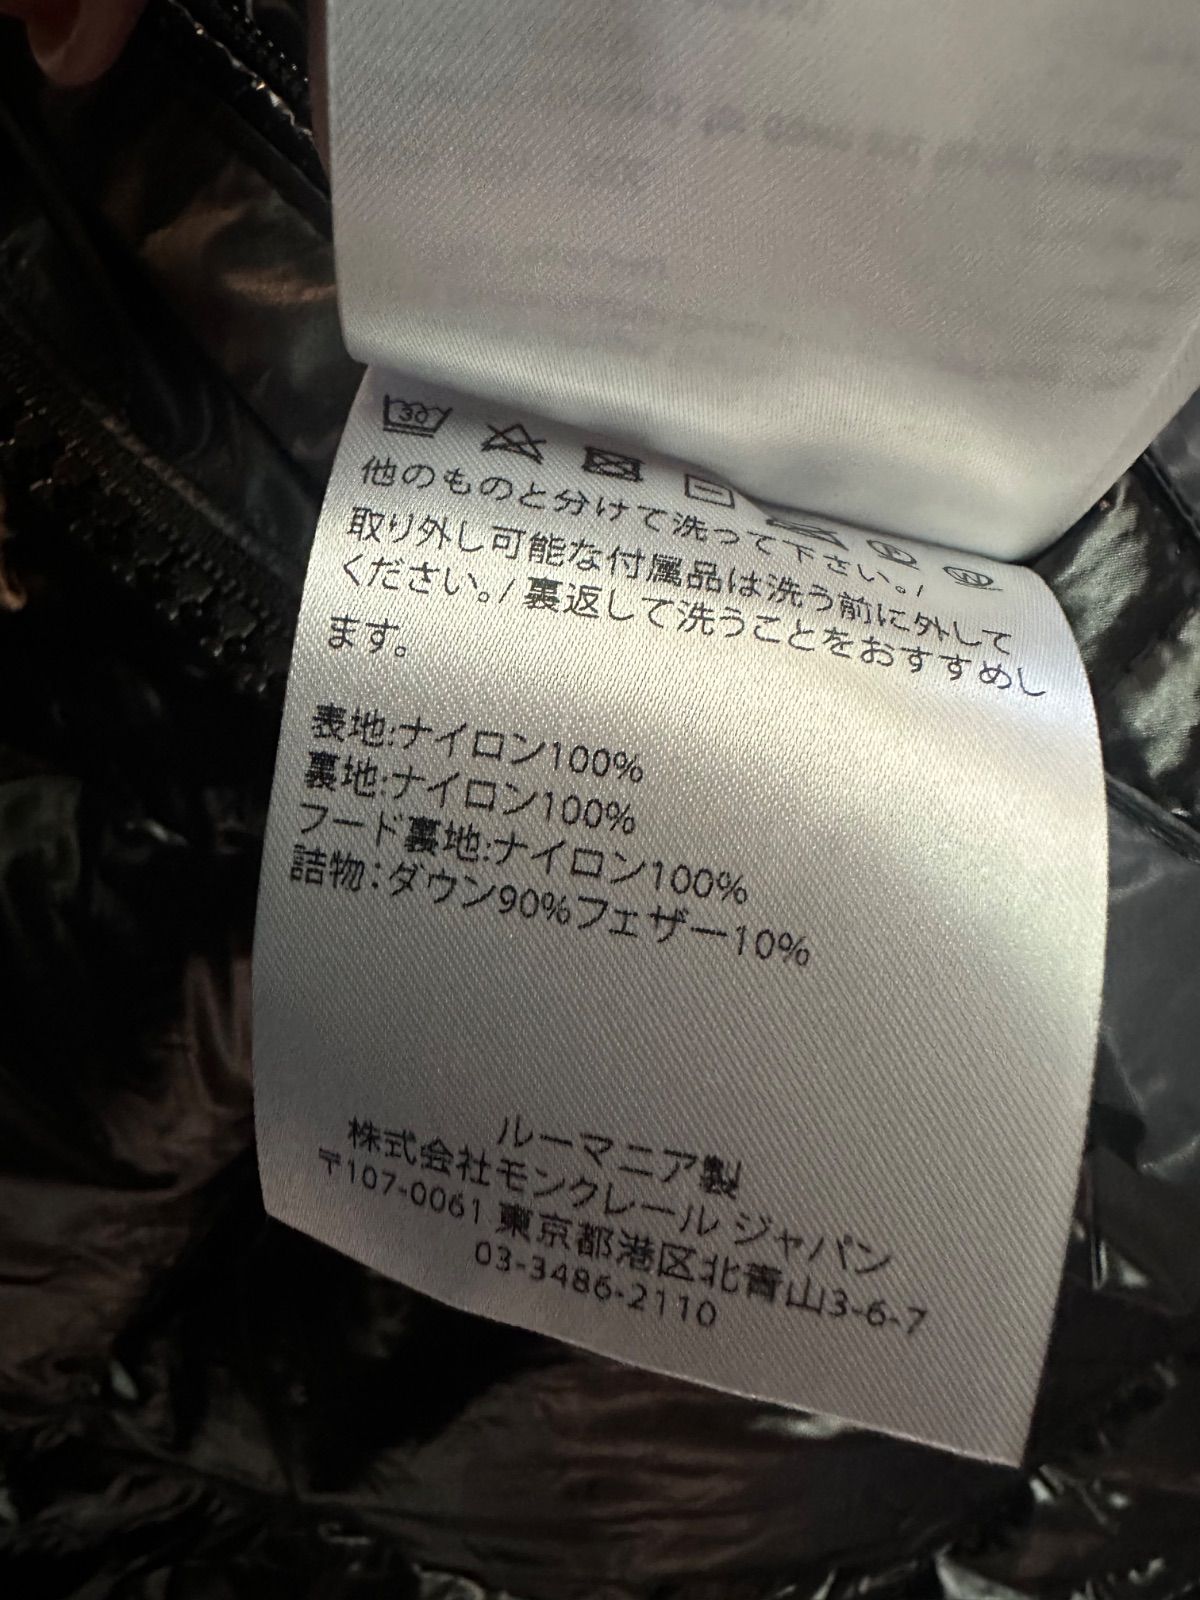 30
他のものと分けて洗って下さい。/
取り外し可能な付属品は洗う前に外して
ください。/ 裏返して洗うことをおすすめし
ます。
表地:ナイロン100%
裏地:ナイロン100%
フード裏地:ナイロン100%
詰物:ダウン90%フェザー10%
ルーマニア製
株式会社モンクレール ジャパン
〒107-0061 東京都港区北青山3-6-7
03-3486-2110